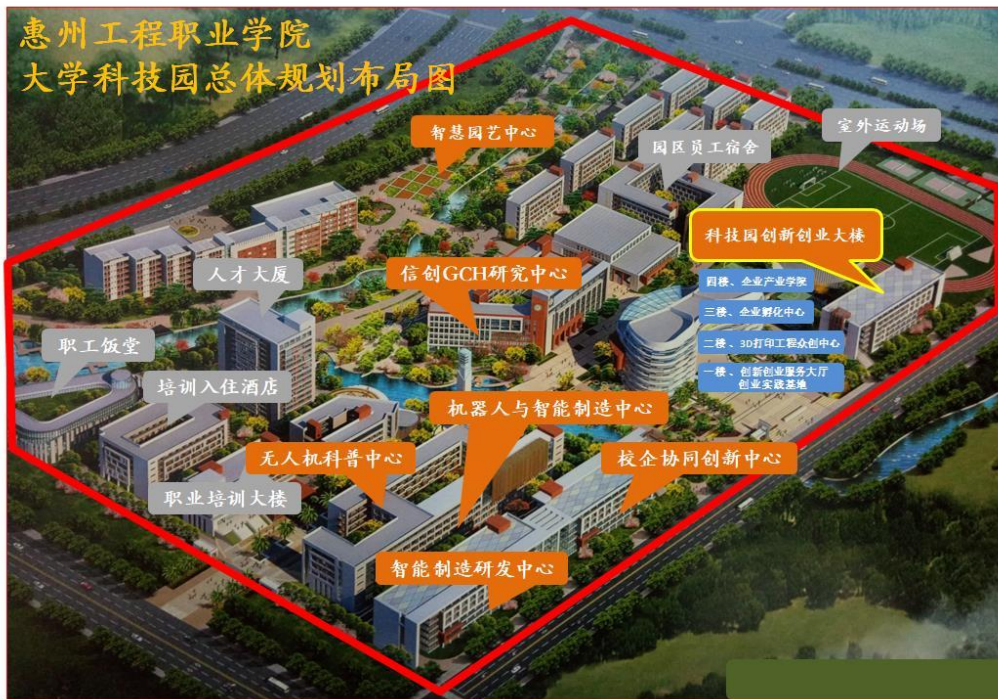 惠州工程职业学院
大学科技园总体规划布局图
智慧园艺中心
园区员工宿舍
室外运动场
科技园创新创业大楼
人才大厦
信创GCH研究中心
四楼、企业产业学院
三楼、企业孵化中心
二楼、3D打印工程众创中心
一楼、创新创业服务大厅
创业实践基地
职工饭堂
培训入住酒店
机器人与智能制造中心
无人机科普中心
校企协同创新中心
职业培训大楼
智能制造研发中心